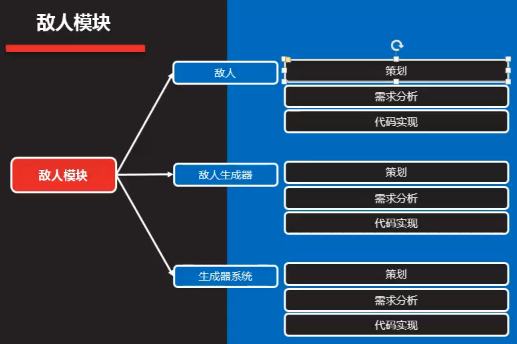 敌人模块
敌人模块
敌人
策划
需求分析
代码实现
敌人生成器
策划
需求分析
代码实现
生成器系统
策划
需求分析
代码实现